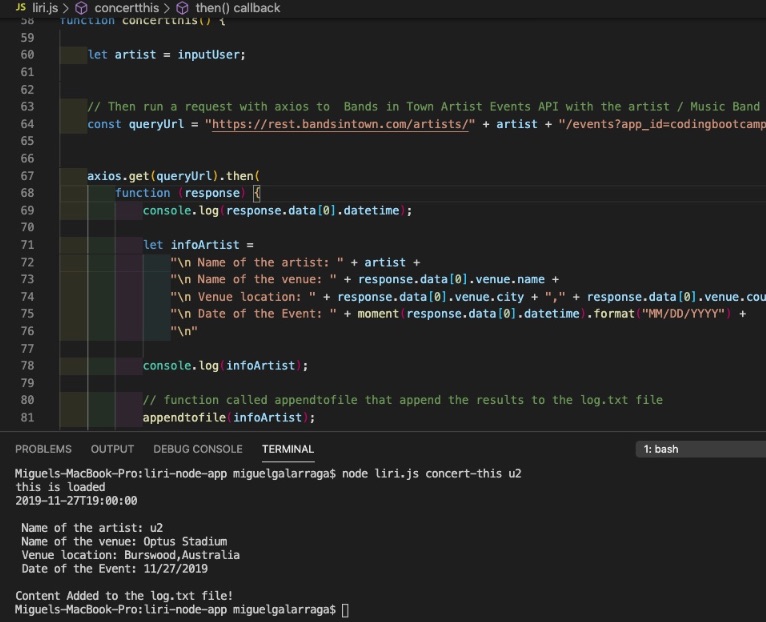 JS liri.js > concertthis > then() callback
58 function concertthis() {
59
60 let artist = inputUser;
61
62
63 // Then run a request with axios to  Bands in Town Artist Events API with the artist / Music Band
64 const queryUrl = "https://rest.bandsintown.com/artists/" + artist + "/events?app_id=codingbootcamp
65
66
67 axios.get(queryUrl).then(
68 function (response) {
69 console.log(response.data[0].datetime);
70
71 let infoArtist =
72 "\n Name of the artist: " + artist +
73 "\n Name of the venue: " + response.data[0].venue.name +
74 "\n Venue location: " + response.data[0].venue.city + "," + response.data[0].venue.cou
75 "\n Date of the Event: " + moment(response.data[0].datetime).format("MM/DD/YYYY") +
76 "\n"
77
78 console.log(infoArtist);
79
80 // function called appendtofile that append the results to the log.txt file
81 appendtofile(infoArtist);
PROBLEMS OUTPUT DEBUG CONSOLE TERMINAL 1: bash
Miguels-MacBook-Pro:liri-node-app miguelgalarraga$ node liri.js concert-this u2
this is loaded
2019-11-27T19:00:00
Name of the artist: u2
Name of the venue: Optus Stadium
Venue location: Burswood,Australia
Date of the Event: 11/27/2019
Content Added to the log.txt file!
Miguels-MacBook-Pro:liri-node-app miguelgalarraga$